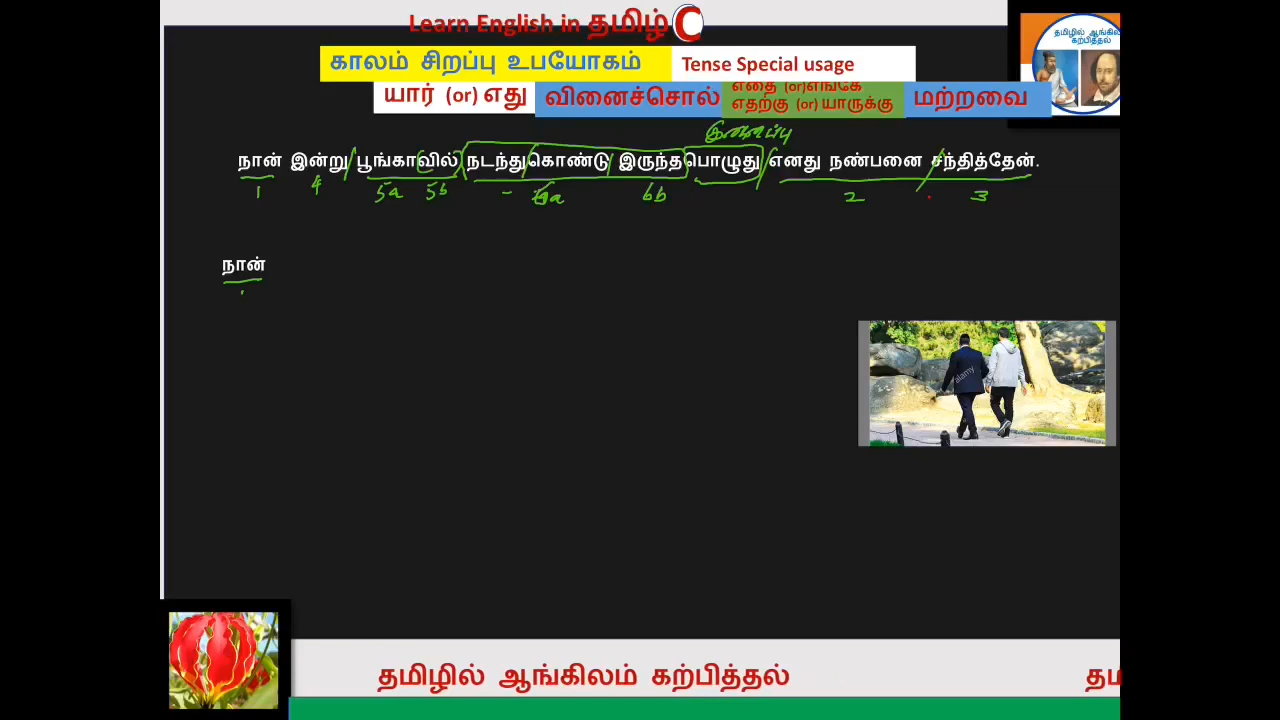 Learn English in தமிழ் C
காலம் சிறப்பு உபயோகம் Tense Special usage
தமிழில் ஆங்கில
கற்பித்தல்
யார் (or) எது வினைச்சொல் எதை (or)எங்கே மற்றவை
எதற்கு (or) யாருக்கு
இணைப்பு
நான் இன்று பூங்காவில் நடந்துகொண்டு இருந்தபொழுது எனது நண்பனை சந்தித்தேன்.
1 4 5a 5b 6b 2 3
நான்
alamy
தமிழில் ஆங்கிலம் கற்பித்தல் தமி